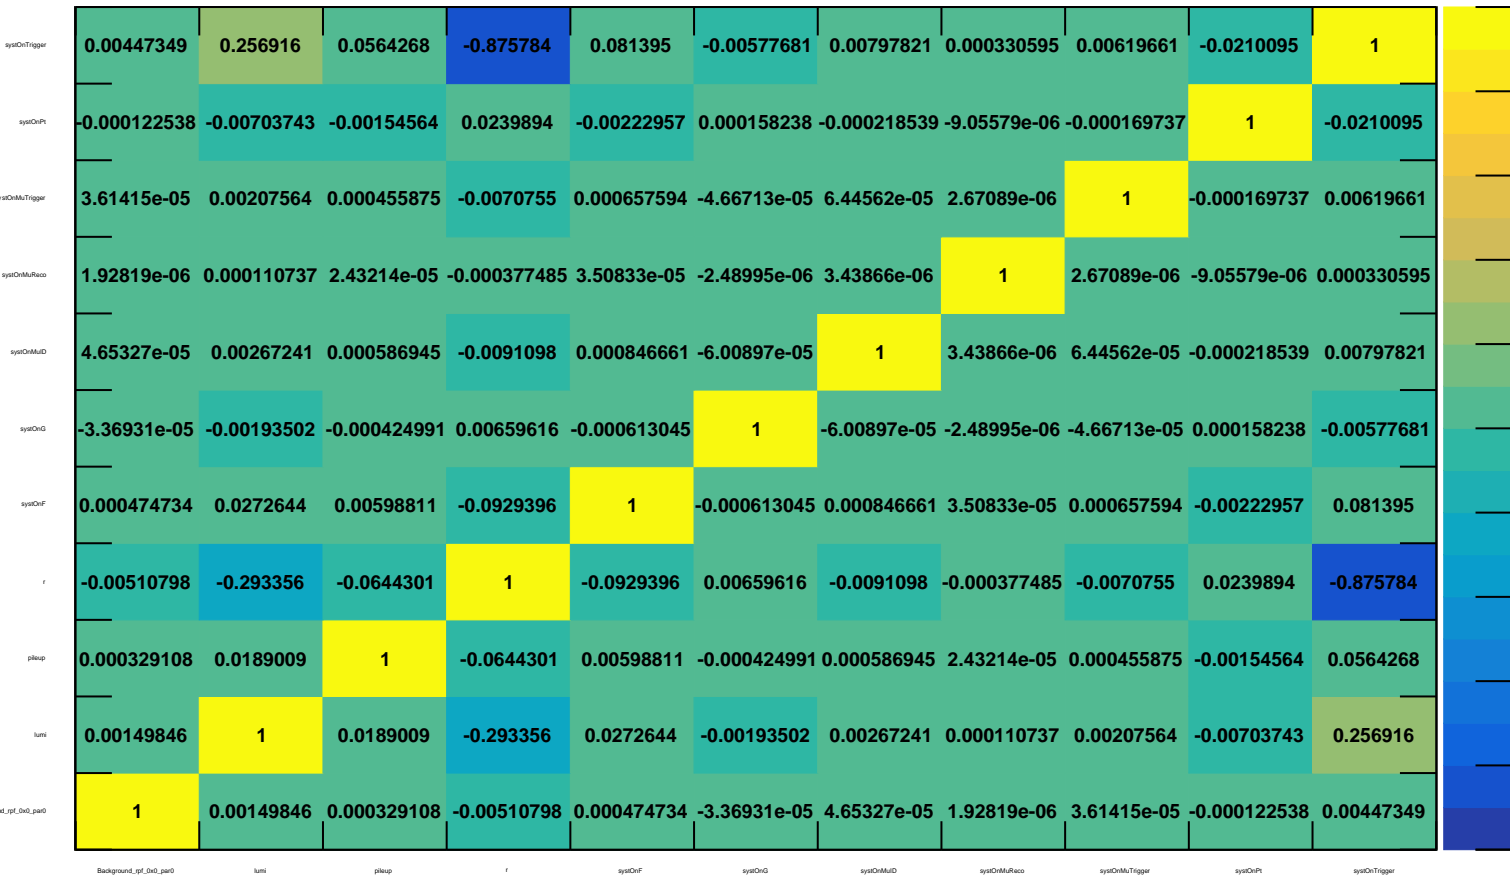 systOnTrigger 0.00447349 0.256916 0.0564268 -0.875784 0.081395 -0.00577681 0.00797821 0.000330595 0.00619661 -0.0210095 1
systOnPt -0.000122538 -0.00703743 -0.00154564 0.0239894 -0.00222957 0.000158238 -0.000218539 -9.05579e-06 -0.000169737 1 -0.0210095
ystOnMuTrigger 3.61415e-05 0.00207564 0.000455875 -0.0070755 0.000657594 -4.66713e-05 6.44562e-05 2.67089e-06 1 -0.000169737 0.00619661
systOnMuReco 1.92819e-06 0.000110737 2.43214e-05 -0.000377485 3.50833e-05 -2.48995e-06 3.43866e-06 1 2.67089e-06 -9.05579e-06 0.000330595
systOnMuID 4.65327e-05 0.00267241 0.000586945 -0.0091098 0.000846661 -6.00897e-05 1 3.43866e-06 6.44562e-05 -0.000218539 0.00797821
systOnG -3.36931e-05 -0.00193502 -0.000424991 0.00659616 -0.000613045 1 -6.00897e-05 -2.48995e-06 -4.66713e-05 0.000158238 -0.00577681
systOnF 0.000474734 0.0272644 0.00598811 -0.0929396 1 -0.000613045 0.000846661 3.50833e-05 0.000657594 -0.00222957 0.081395
r -0.00510798 -0.293356 -0.0644301 1 -0.0929396 0.00659616 -0.0091098 -0.000377485 -0.0070755 0.0239894 -0.875784
pileup 0.000329108 0.0189009 1 -0.0644301 0.00598811 -0.000424991 0.000586945 2.43214e-05 0.000455875 -0.00154564 0.0564268
lumi 0.00149846 1 0.0189009 -0.293356 0.0272644 -0.00193502 0.00267241 0.000110737 0.00207564 -0.00703743 0.256916
d_rpf_0x0_par0 1 0.00149846 0.000329108 -0.00510798 0.000474734 -3.36931e-05 4.65327e-05 1.92819e-06 3.61415e-05 -0.000122538 0.00447349
Background_rpf_0x0_par0 lumi pileup r systOnF systOnG systOnMuID systOnMuReco systOnMuTrigger systOnPt systOnTrigger